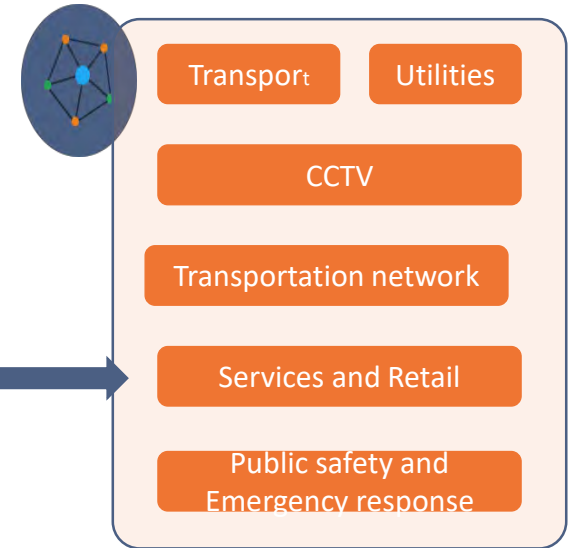 Transport
Utilities
CCTV
Transportation network
Services and Retail
Public safety and
Emergency response